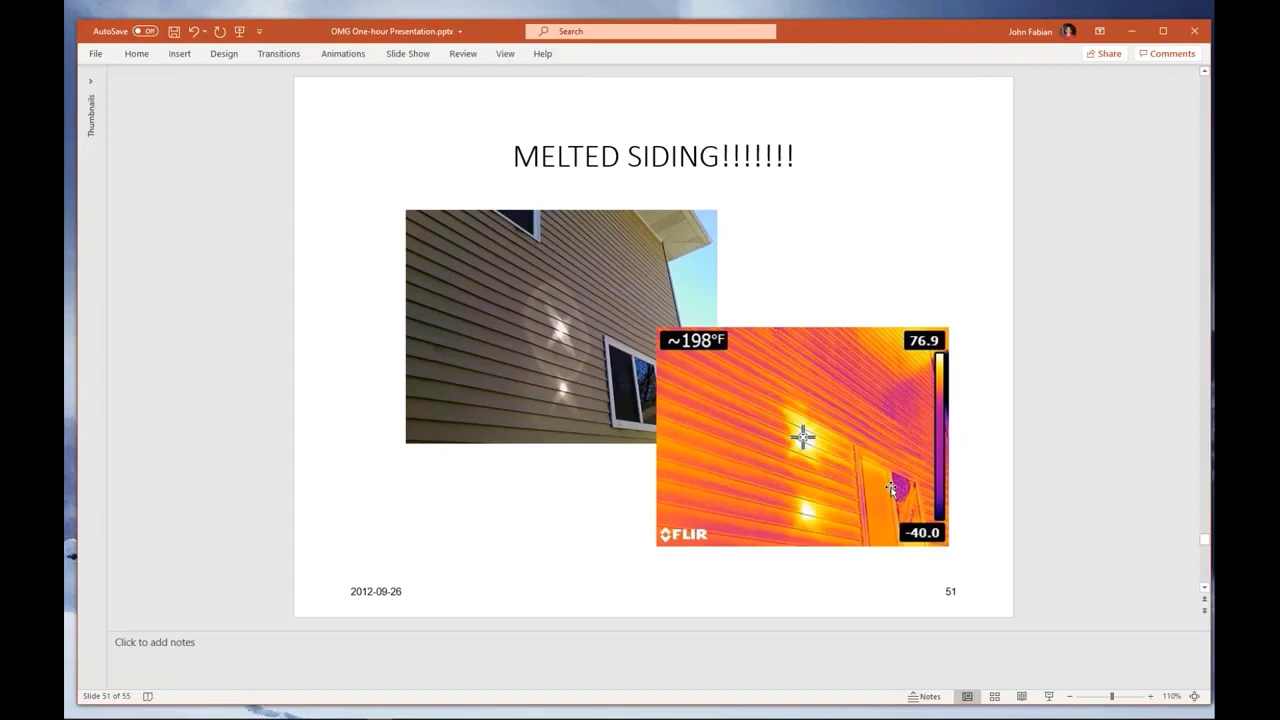 AutoSave Off OMG One-hour Presentation.pptx Search John Fabian
File Home Insert Design Transitions Animations Slide Show Review View Help Share Comments
Thumbnails
MELTED SIDING!!!!!!!
~198°F 76.9
FLIR -40.0
2012-09-26 51
Click to add notes
Slide 51 of 55 Notes 110%